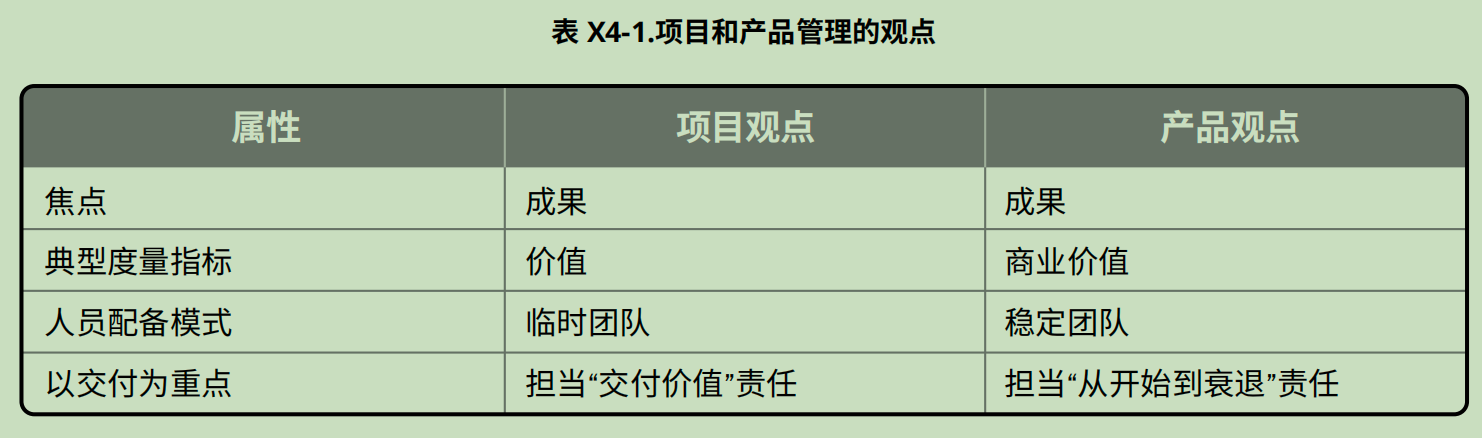 表 X4-1.项目和产品管理的观点
属性 项目观点 产品观点
焦点 成果 成果
典型度量指标 价值 商业价值
人员配备模式 临时团队 稳定团队
以交付为重点 担当“交付价值”责任 担当“从开始到衰退”责任